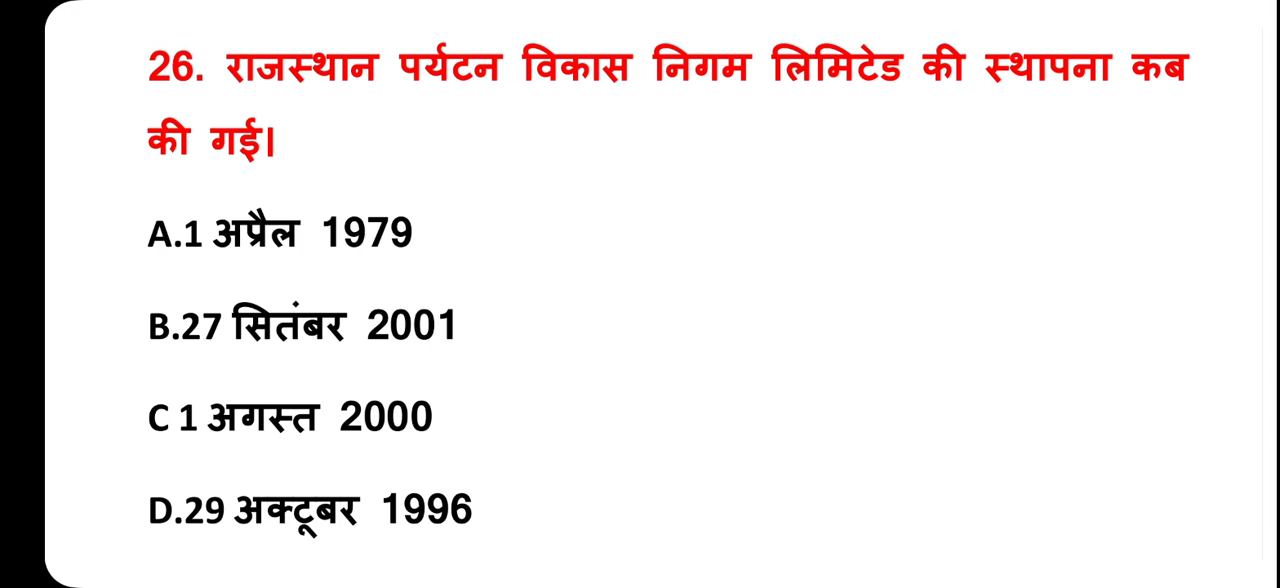 26. राजस्थान पर्यटन विकास निगम लिमिटेड की स्थापना कब
की गई।
A.1 अप्रैल 1979
B.27 सितंबर 2001
C 1 अगस्त 2000
D.29 अक्टूबर 1996